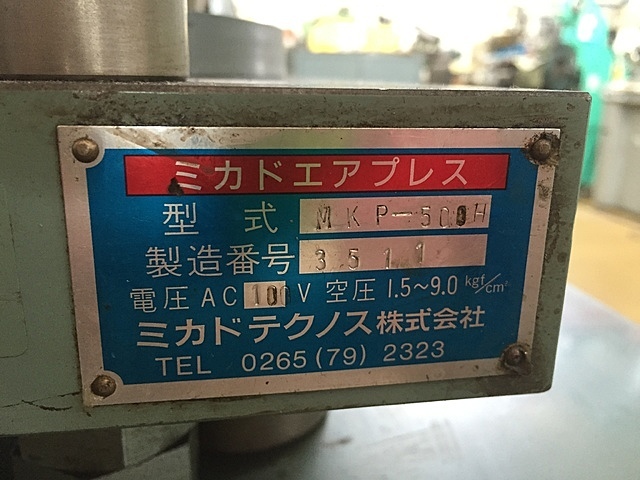 ミカドエアプレス
型 式 MKP-500H
製造番号 3511
電圧 AC 100 V 空圧 1.5~9.0 kgf/cm²
ミカドテクノス株式会社
TEL 0265(79)2323